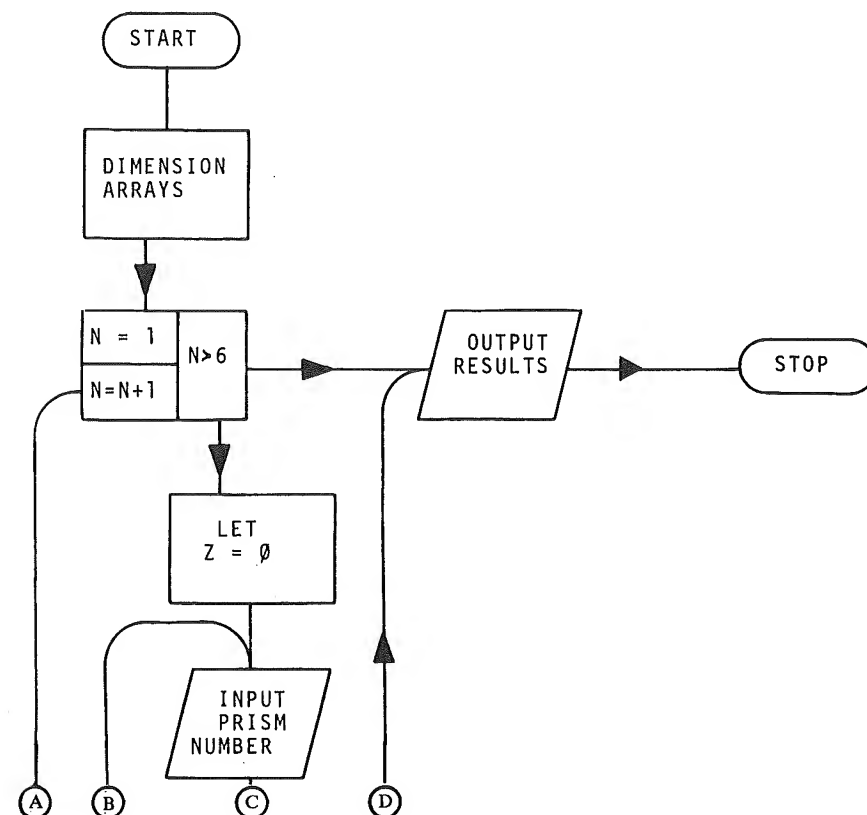 START
DIMENSION
ARRAYS
N = 1
N>6
N=N+1
OUTPUT
RESULTS
STOP
LET
Z = Ø
INPUT
PRISM
NUMBER
A B C D